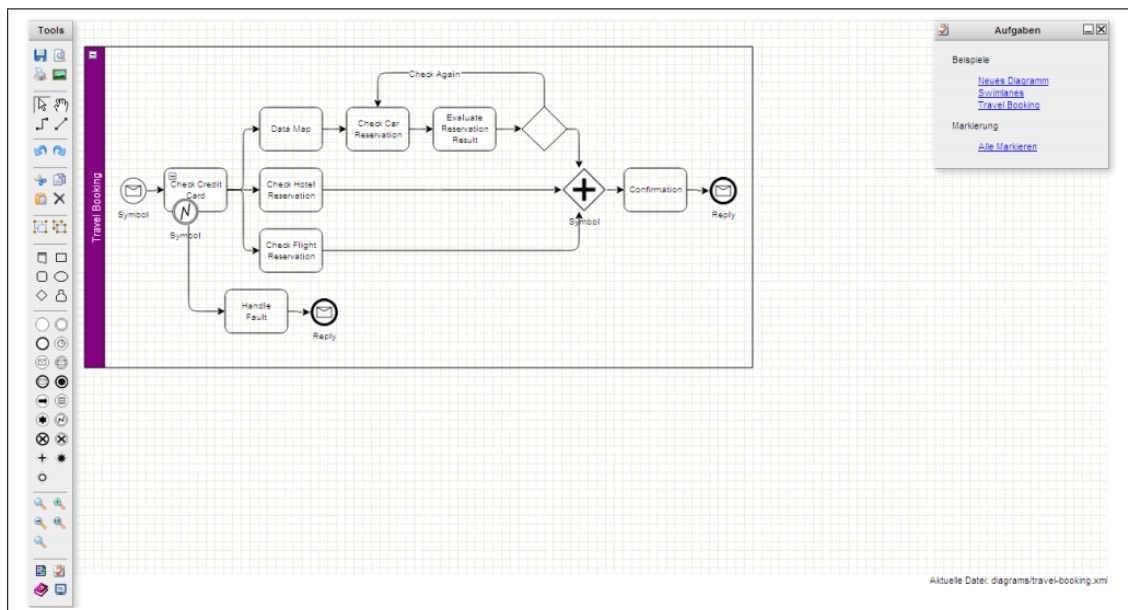 Tools
Aufgaben
Beispiele
Neues Diagramm
Swimlanes
Travel Booking
Markierung
Alle Markieren
Travel Booking
Check Again
Data Map
Check Car
Reservation
Evaluate
Reservation
Result
Symbol
Check Credit
Card
Symbol
Check Hotel
Reservation
Symbol
Confirmation
Reply
Check Flight
Reservation
Handle
Fault
Reply
Aktuelle Datei: diagrams/travel-booking.xml